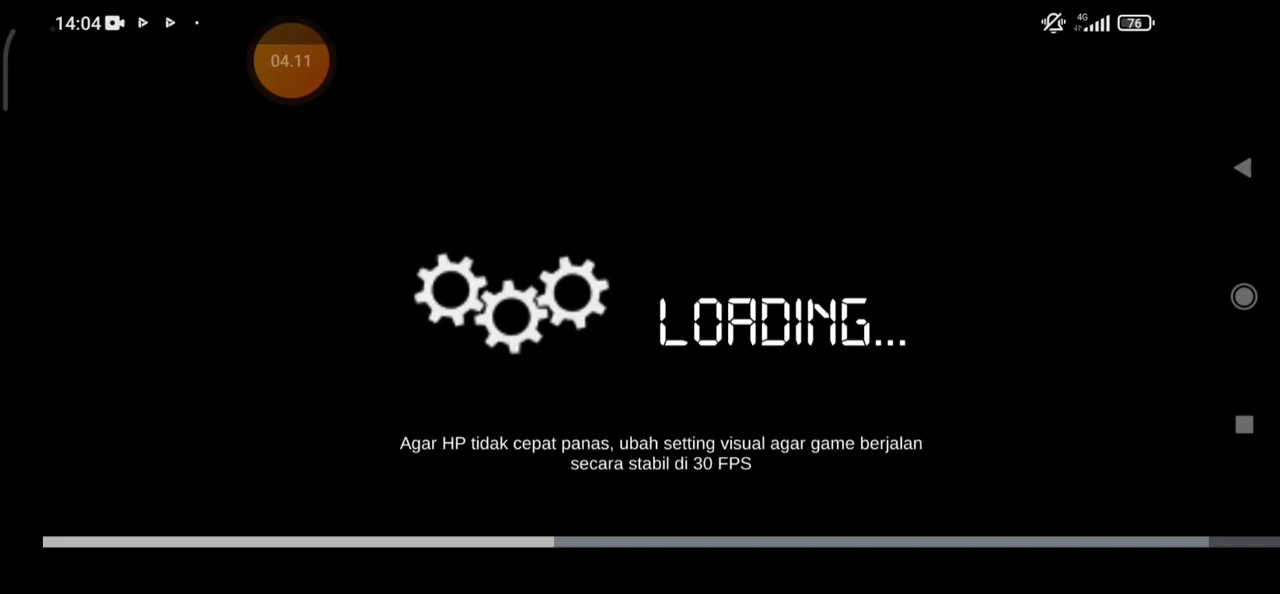 14:04
4G
76
04.11
LOADING...
Agar HP tidak cepat panas, ubah setting visual agar game berjalan
secara stabil di 30 FPS